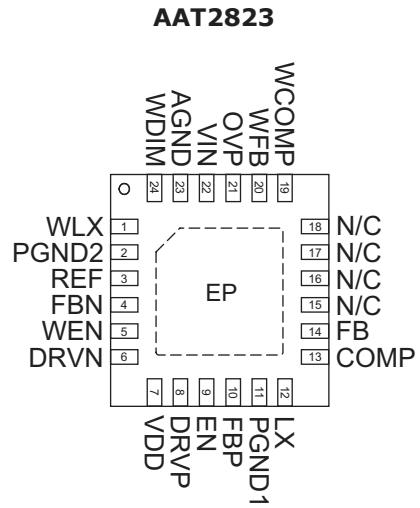 AAT2823
WDIM
AGND
VIN
OVP
WFB
WCOMP
24
23
22
21
20
19
WLX 1
PGND2 2
REF 3
FBN 4
WEN 5
DRVN 6
EP
18 N/C
17 N/C
16 N/C
15 N/C
14 FB
13 COMP
7
8
9
10
11
12
VDD
DRVP
EN
FBP
PGND1
LX